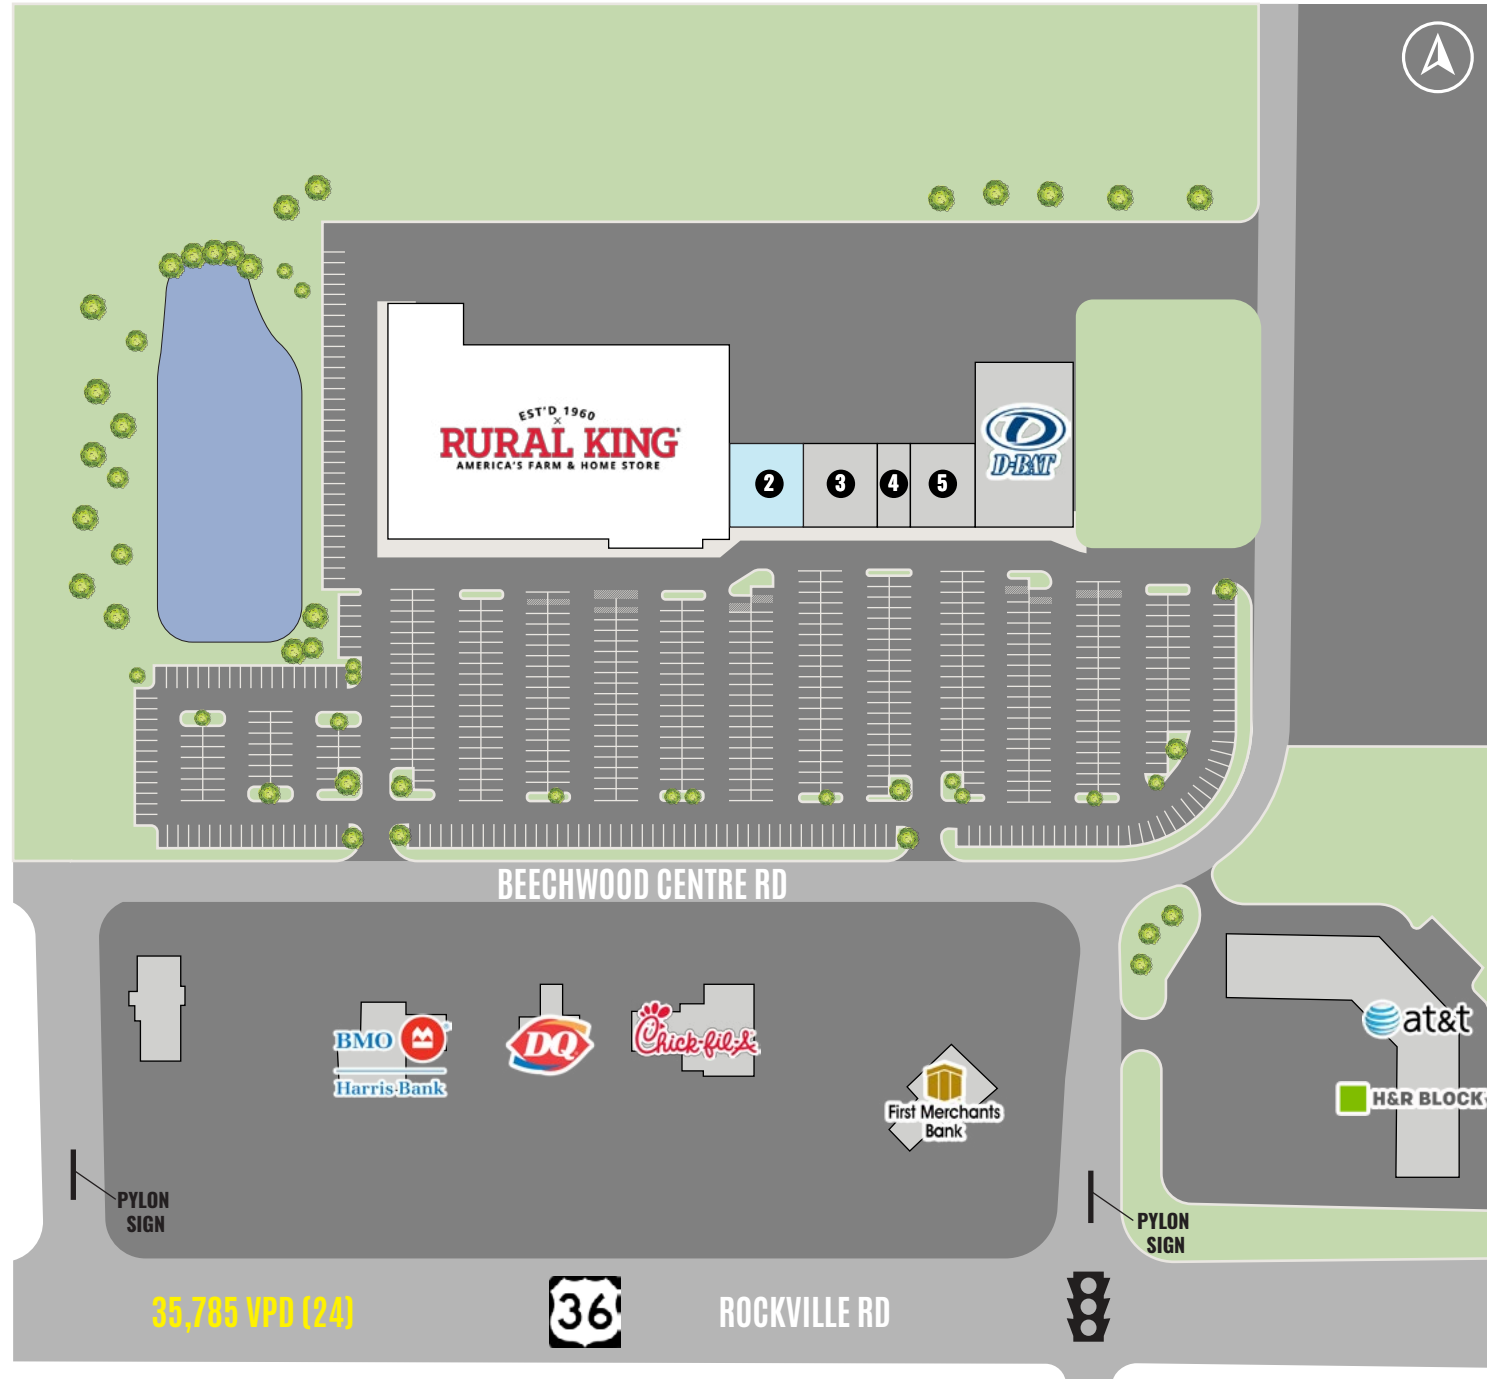 EST'D 1960
RURAL KING
AMERICA'S FARM & HOME STORE
2
3
4
5
D-BAT
BEECHWOOD CENTRE RD
BMO
Harris Bank
DQ
Chick-fil-A
First Merchants
Bank
at&t
H&R BLOCK
PYLON
SIGN
PYLON
SIGN
35,785 VPD (24)
36
ROCKVILLE RD